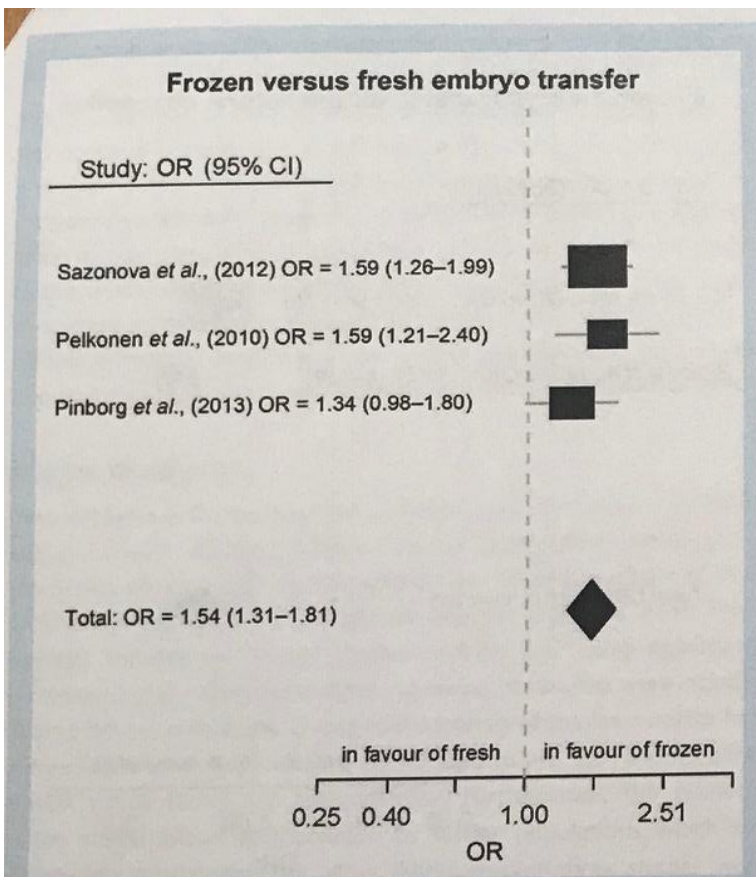 Frozen versus fresh embryo transfer
Study: OR (95% CI)
Sazonova et al., (2012) OR = 1.59 (1.26–1.99)
Pelkonen et al., (2010) OR = 1.59 (1.21–2.40)
Pinborg et al., (2013) OR = 1.34 (0.98–1.80)
Total: OR = 1.54 (1.31–1.81)
in favour of fresh in favour of frozen
0.25 0.40 1.00 2.51
OR